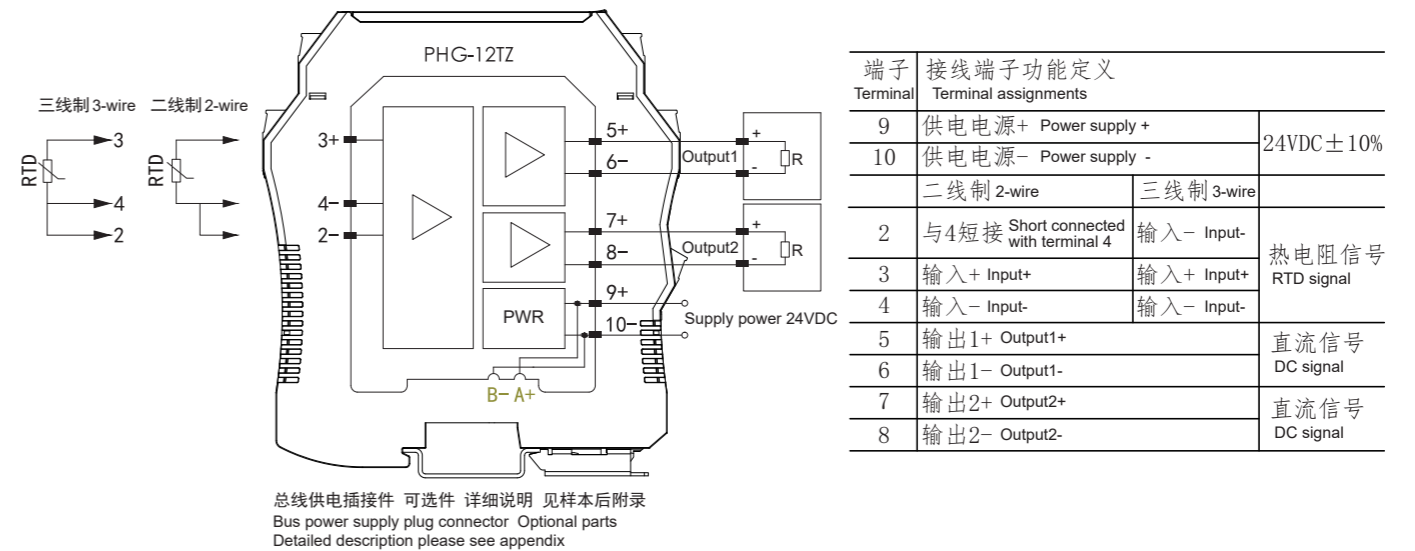 PHG-12TZ
三线制 3-wire 二线制 2-wire
RTD
3
4
2
RTD
3+
4-
2-
5+
6-
7+
8-
9+
10-
PWR
B- A+
Output1
+
-
R
Output2
+
-
R
Supply power 24VDC
总线供电插接件 可选件 详细说明 见样本后附录
Bus power supply plug connector Optional parts
Detailed description please see appendix
端子 接线端子功能定义
Terminal Terminal assignments
9 供电电源+ Power supply +
10 供电电源- Power supply -
24VDC±10%
二线制 2-wire 三线制 3-wire
2 与4短接 Short connected with terminal 4 输入- Input-
3 输入+ Input+ 输入+ Input+
4 输入- Input- 输入- Input-
热电阻信号
RTD signal
5 输出1+ Output1+
6 输出1- Output1-
直流信号
DC signal
7 输出2+ Output2+
8 输出2- Output2-
直流信号
DC signal